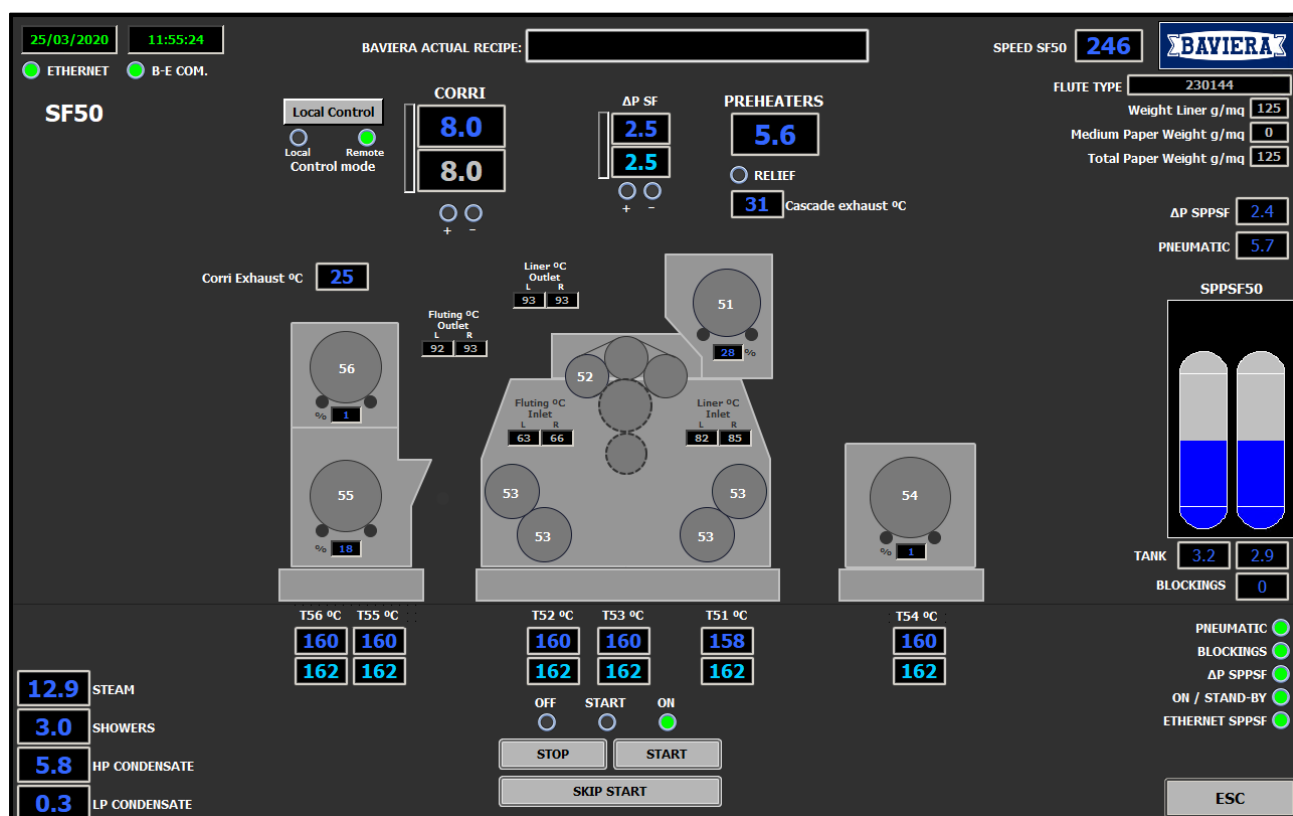 25/03/2020 11:55:24
BAVIERA ACTUAL RECIPE:
SPEED SF50 246
BAVIERA
ETHERNET B-E COM.
FLUTE TYPE 230144
SF50
Local Control
Local Remote
Control mode
CORRI
8.0
8.0
+ -
ΔP SF
2.5
2.5
+ -
PREHEATERS
5.6
RELIEF
31 Cascade exhaust ºC
Weight Liner g/mq 125
Medium Paper Weight g/mq 0
Total Paper Weight g/mq 125
ΔP SPPSF 2.4
PNEUMATIC 5.7
Corri Exhaust ºC 25
Liner ºC
Outlet
L R
93 93
Fluting ºC
Outlet
L R
92 93
SPPSF50
51
28 %
56
% 1
52
Fluting ºC
Inlet
L R
63 66
Liner ºC
Inlet
L R
82 85
55
% 18
53 53
53 53
54
% 1
TANK 3.2 2.9
BLOCKINGS 0
T56 ºC T55 ºC T52 ºC T53 ºC T51 ºC T54 ºC
160 160 160 160 158 160
162 162 162 162 162 162
PNEUMATIC
BLOCKINGS
ΔP SPPSF
ON / STAND-BY
ETHERNET SPPSF
12.9 STEAM
3.0 SHOWERS
5.8 HP CONDENSATE
0.3 LP CONDENSATE
OFF START ON
STOP START
SKIP START
ESC